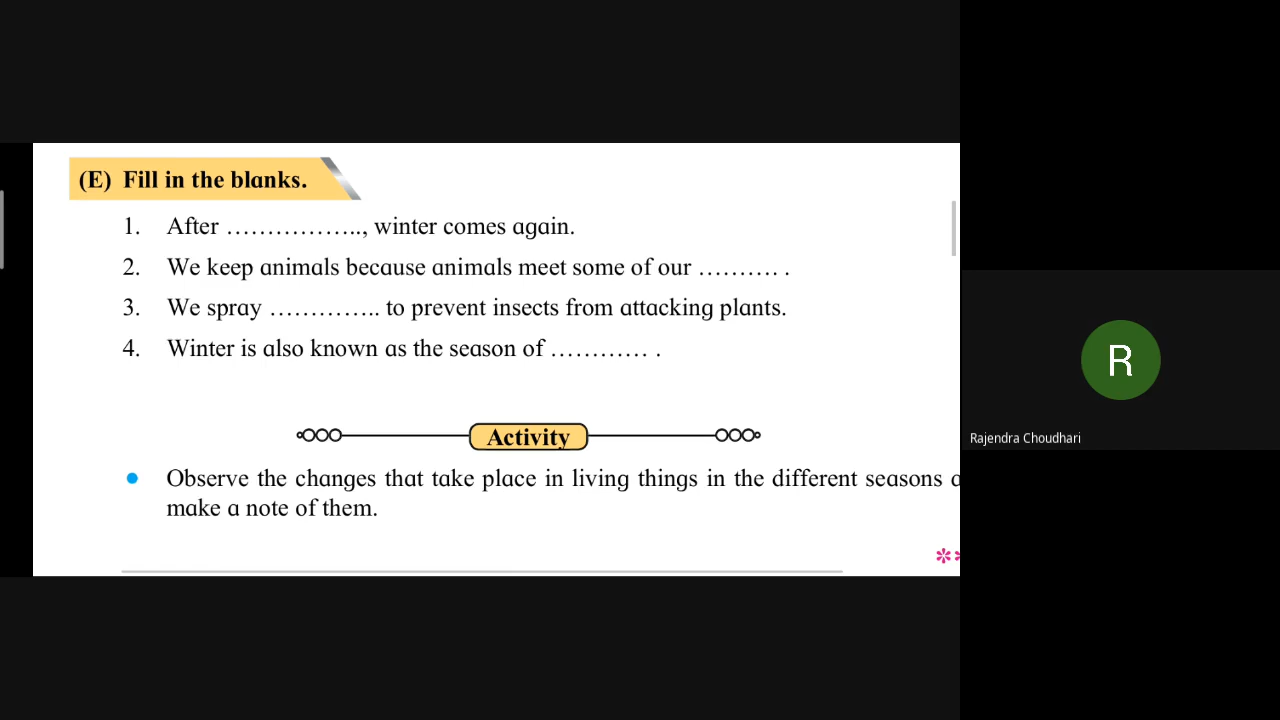 (E) Fill in the blanks.
1. After …………….., winter comes again.
2. We keep animals because animals meet some of our ………. .
3. We spray ………….. to prevent insects from attacking plants.
4. Winter is also known as the season of ………… .
Activity
Observe the changes that take place in living things in the different seasons
make a note of them.
R
Rajendra Choudhari